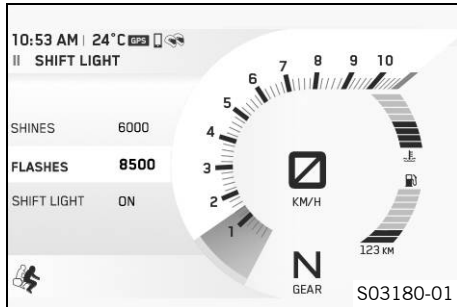 10:53 AM | 24°C GPS
|| SHIFT LIGHT
SHINES 6000
FLASHES 8500
SHIFT LIGHT ON
1
2
3
4
5
6
7
8
9
10
0
KM/H
N
GEAR
123 KM
S03180-01